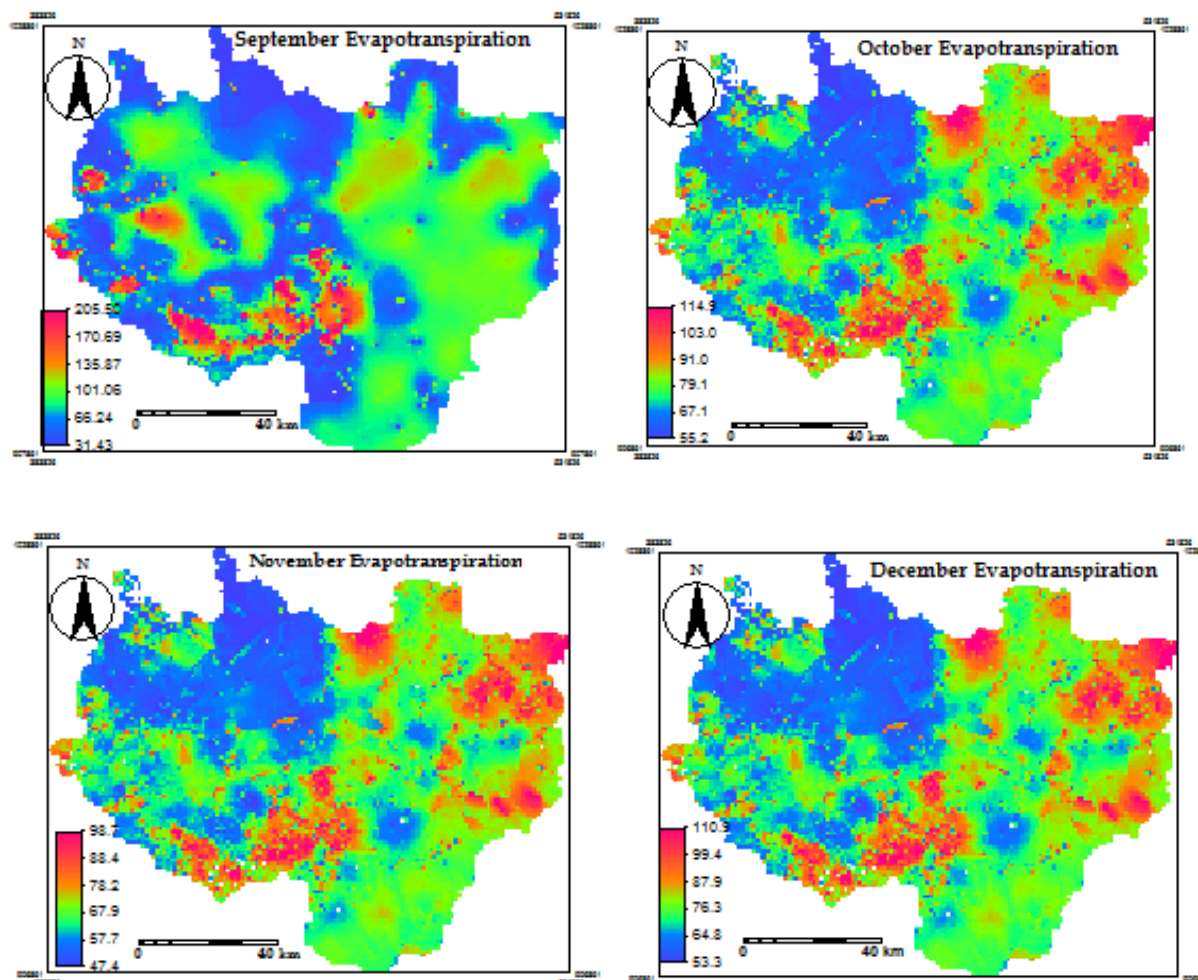 September Evapotranspiration
N
205.50
170.69
135.87
101.06
66.24
31.43
0 40 km
October Evapotranspiration
N
114.9
103.0
91.0
79.1
67.1
55.2
0 40 km
November Evapotranspiration
N
98.7
88.4
78.2
67.9
57.7
47.4
0 40 km
December Evapotranspiration
N
110.9
99.4
87.9
76.3
64.8
53.3
0 40 km